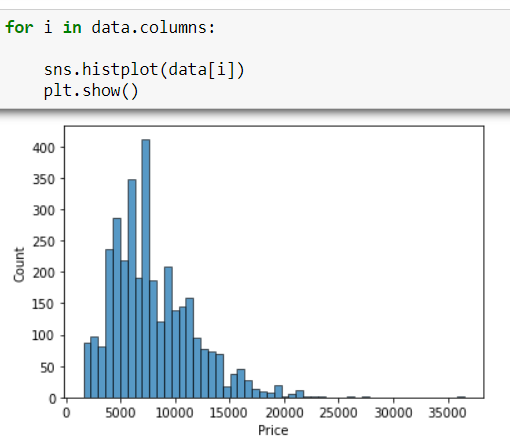 for i in data.columns:
sns.histplot(data[i])
plt.show()
400
350
300
250
200
150
100
50
0
Count
0 5000 10000 15000 20000 25000 30000 35000
Price